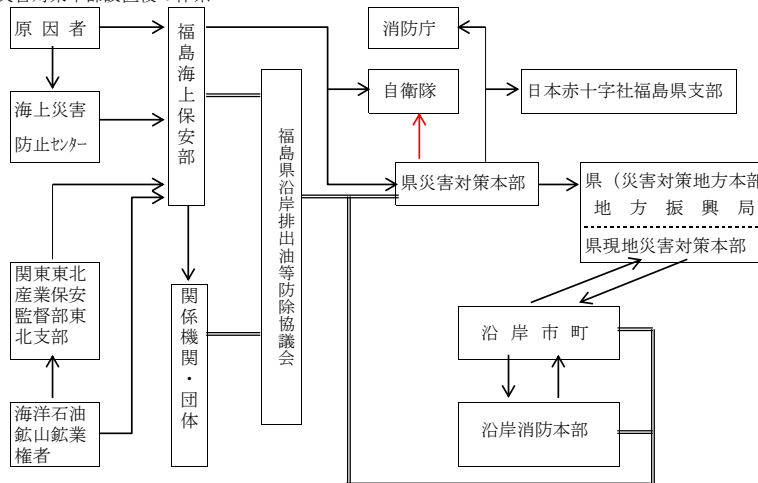 原因者
福島海上保安部
消防庁
海上災害
防止センター
自衛隊
日本赤十字社福島県支部
福島県沿岸排出油等防除協議会
県災害対策本部
県（災害対策地方本部
地方振興局
県現地災害対策本部
関東東北
産業保安
監督部東
北支部
関係機関・団体
沿岸市町
海洋石油
鉱山鉱業
権者
沿岸消防本部